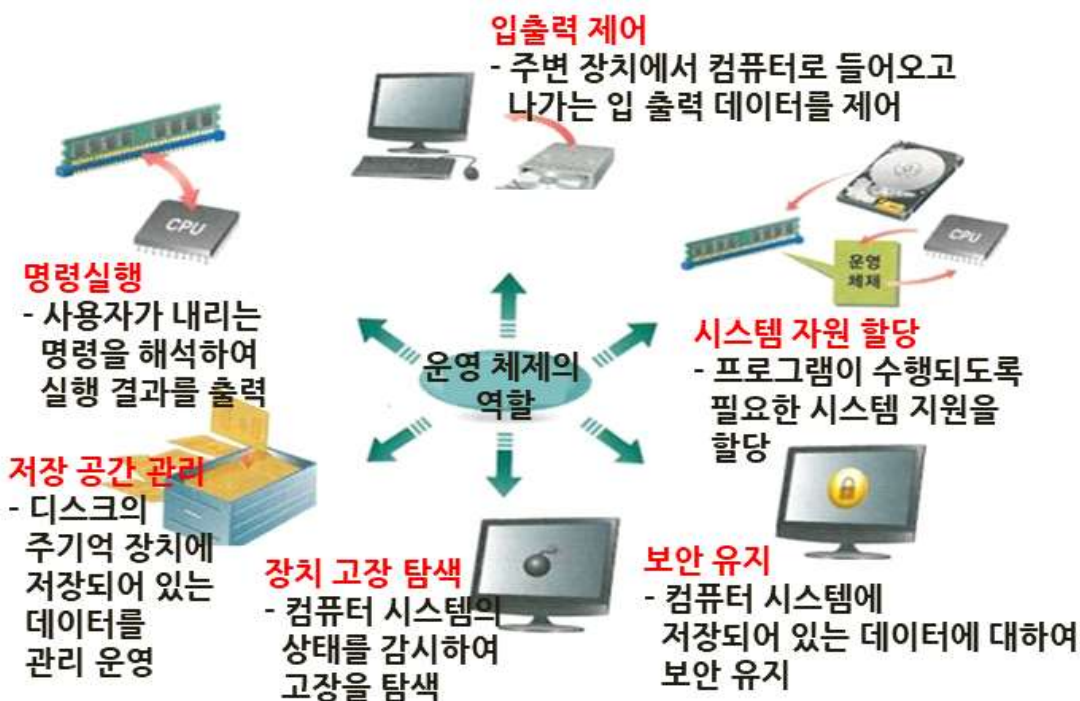 입출력 제어
- 주변 장치에서 컴퓨터로 들어오고
나가는 입 출력 데이터를 제어
CPU
명령실행
- 사용자가 내리는
명령을 해석하여
실행 결과를 출력
CPU
운영
체제
시스템 자원 할당
- 프로그램이 수행되도록
필요한 시스템 지원을
할당
운영 체제의
역할
저장 공간 관리
- 디스크의
주기억 장치에
저장되어 있는
데이터를
관리 운영
장치 고장 탐색
- 컴퓨터 시스템의
상태를 감시하여
고장을 탐색
보안 유지
- 컴퓨터 시스템에
저장되어 있는 데이터에 대하여
보안 유지